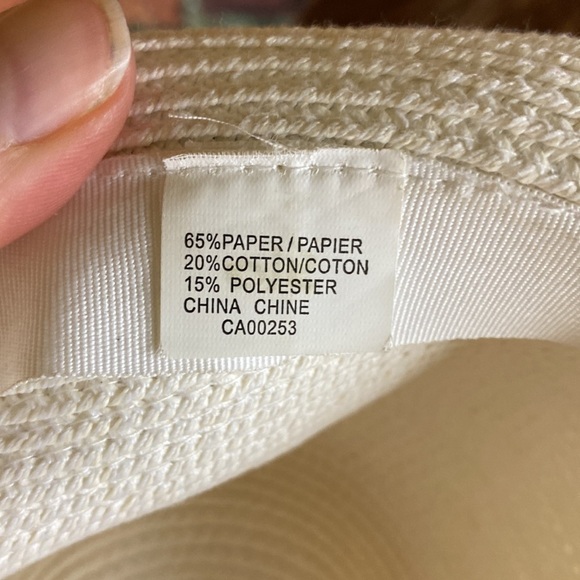 65%PAPER/PAPIER
20%COTTON/COTON
15% POLYESTER
CHINA CHINE
CA00253